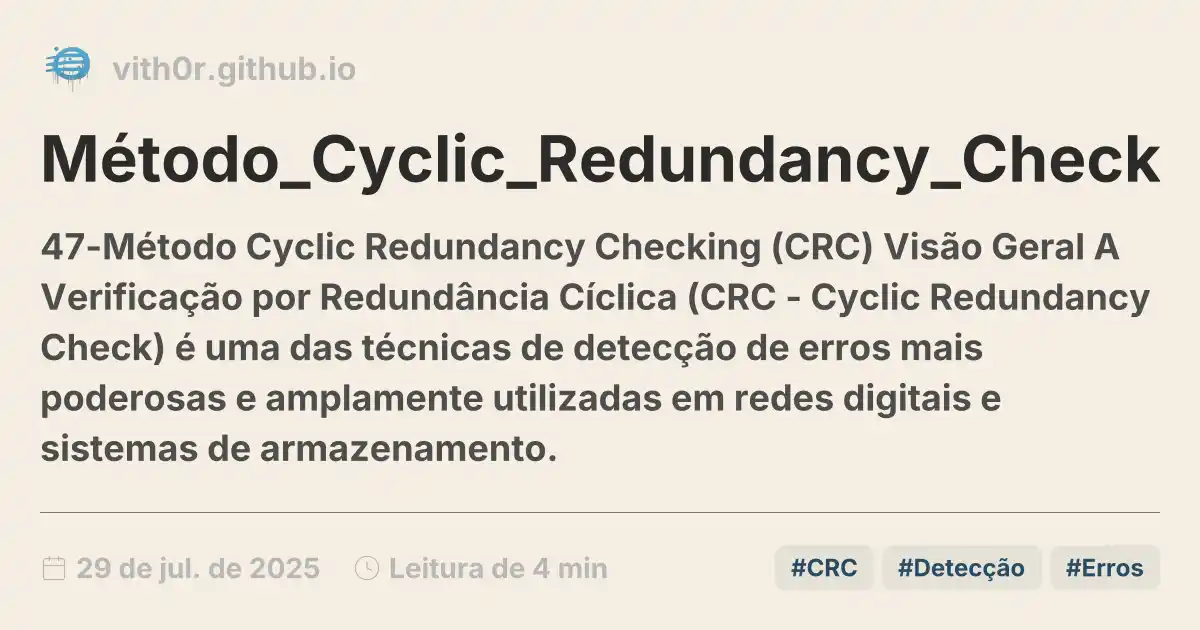 vith0r.github.io
Método_Cyclic_Redundancy_Check
47-Método Cyclic Redundancy Checking (CRC) Visão Geral A
Verificação por Redundância Cíclica (CRC - Cyclic Redundancy
Check) é uma das técnicas de detecção de erros mais
poderosas e amplamente utilizadas em redes digitais e
sistemas de armazenamento.
29 de jul. de 2025 Leitura de 4 min #CRC #Detecção #Erros